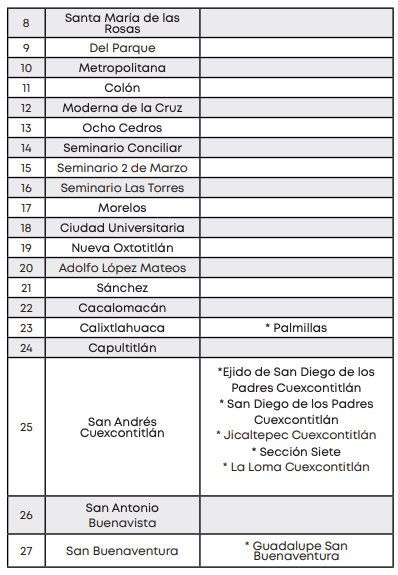 8 Santa María de las
Rosas
9 Del Parque
10 Metropolitana
11 Colón
12 Moderna de la Cruz
13 Ocho Cedros
14 Seminario Conciliar
15 Seminario 2 de Marzo
16 Seminario Las Torres
17 Morelos
18 Ciudad Universitaria
19 Nueva Oxtotitlán
20 Adolfo López Mateos
21 Sánchez
22 Cacalomacán
23 Calixtlahuaca * Palmillas
24 Capultitlán
25 San Andrés
Cuexcontitlán
*Ejido de San Diego de los
Padres Cuexcontitlán
* San Diego de los Padres
Cuexcontitlán
* Jicaltepec Cuexcontitlán
* Sección Siete
* La Loma Cuexcontitlán
26 San Antonio
Buenavista
27 San Buenaventura * Guadalupe San
Buenaventura